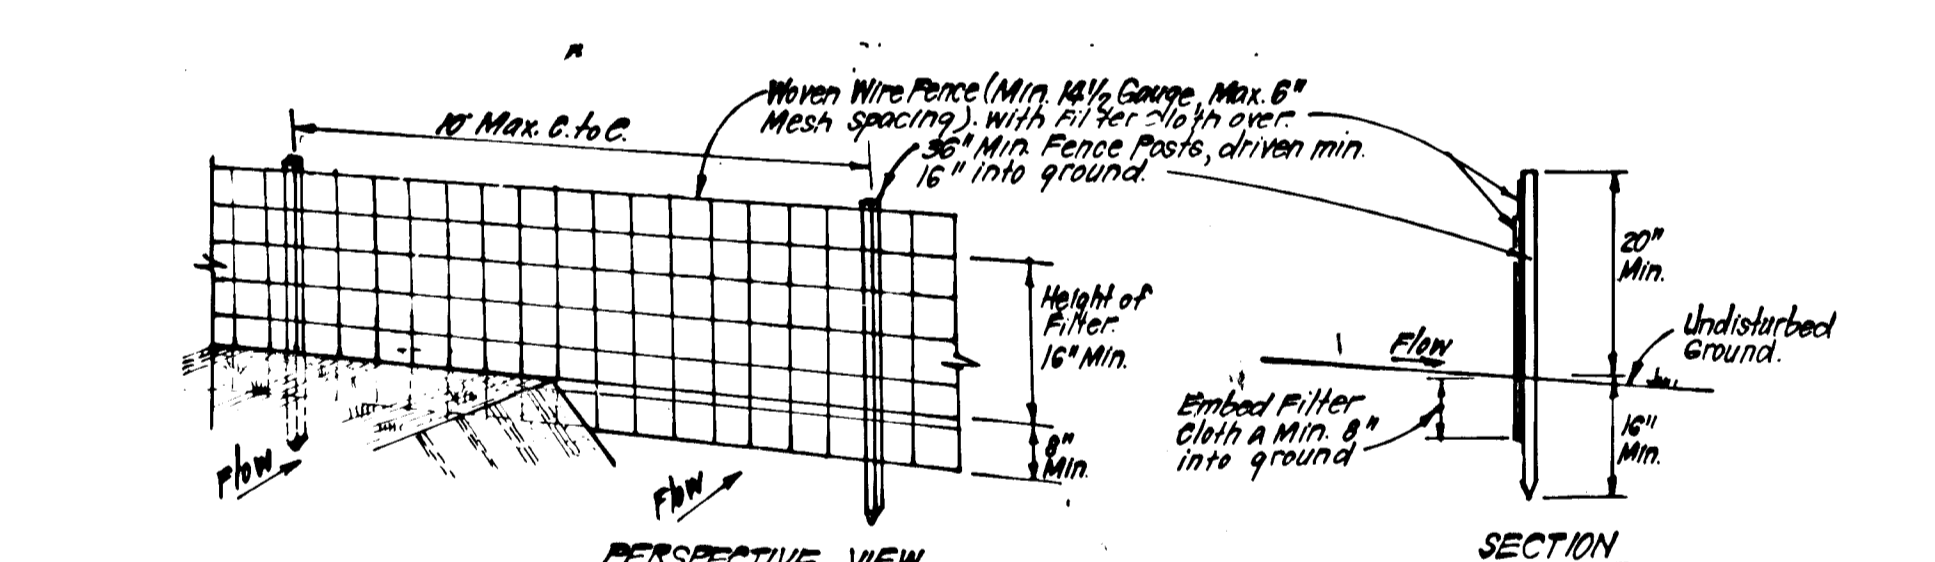 Woven Wire Fence (Min. 14½ Gauge, Max. 6"
Mesh spacing). with Filter Cloth over.
36" Min. Fence Posts, driven min.
16" into ground.
10' Max. C. to C.
Height of
Filter.
16" Min.
8"
Min.
Flow
Flow
PERSPECTIVE VIEW
20"
Min.
Undisturbed
Ground.
Flow
Embed Filter
Cloth a Min. 8"
into ground
16"
Min.
SECTION